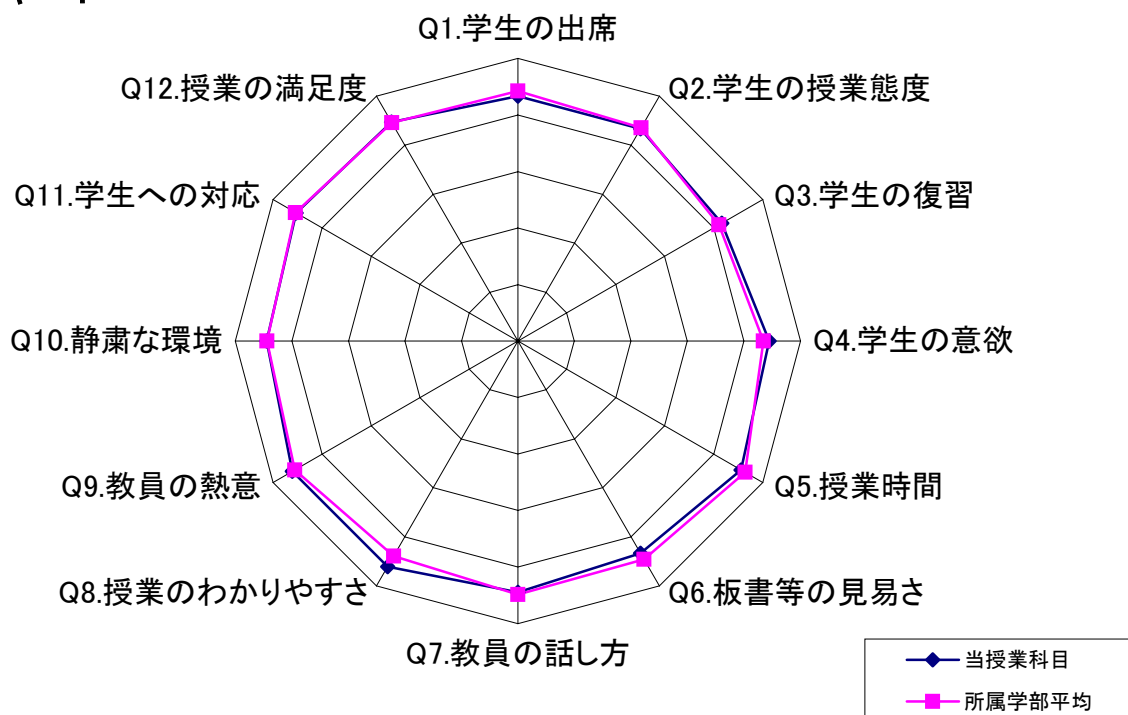 Q1.学生の出席
Q2.学生の授業態度
Q3.学生の復習
Q4.学生の意欲
Q5.授業時間
Q6.板書等の見易さ
Q7.教員の話し方
Q8.授業のわかりやすさ
Q9.教員の熱意
Q10.静粛な環境
Q11.学生への対応
Q12.授業の満足度
当授業科目
所属学部平均